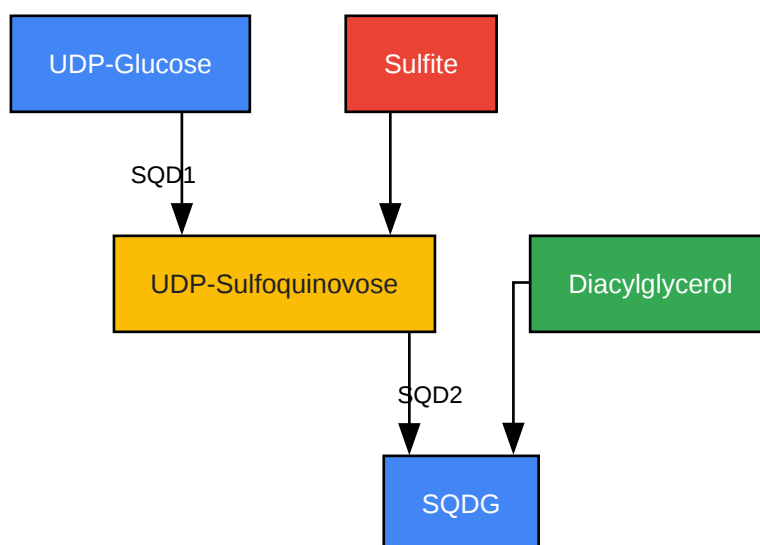 UDP-Glucose
Sulfite
SQD1
UDP-Sulfoquinovose
Diacylglycerol
SQD2
SQDG